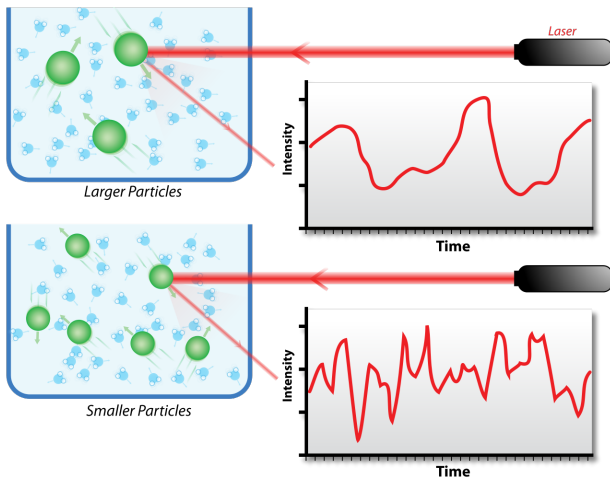 Laser
Intensity
Time
Larger Particles
Intensity
Time
Smaller Particles